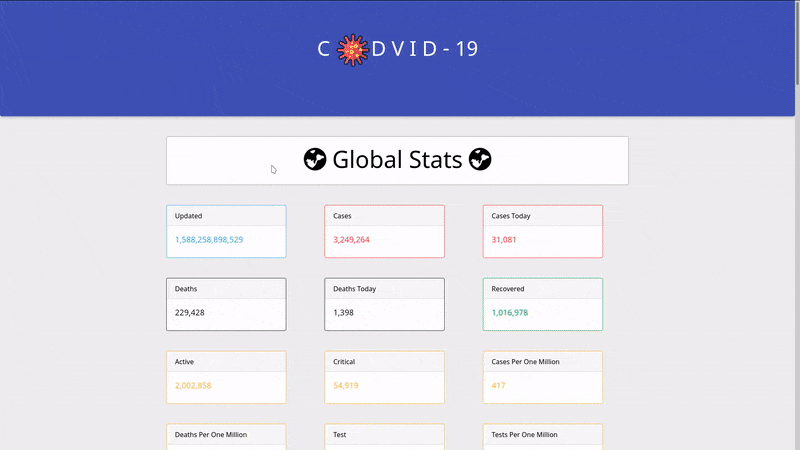 C DVID-19
Global Stats
Updated
1,588,258,898,529
Cases
3,249,264
Cases Today
31,081
Deaths
229,428
Deaths Today
1,398
Recovered
1,016,978
Active
2,002,858
Critical
54,919
Cases Per One Million
417
Deaths Per One Million
Test
Tests Per One Million